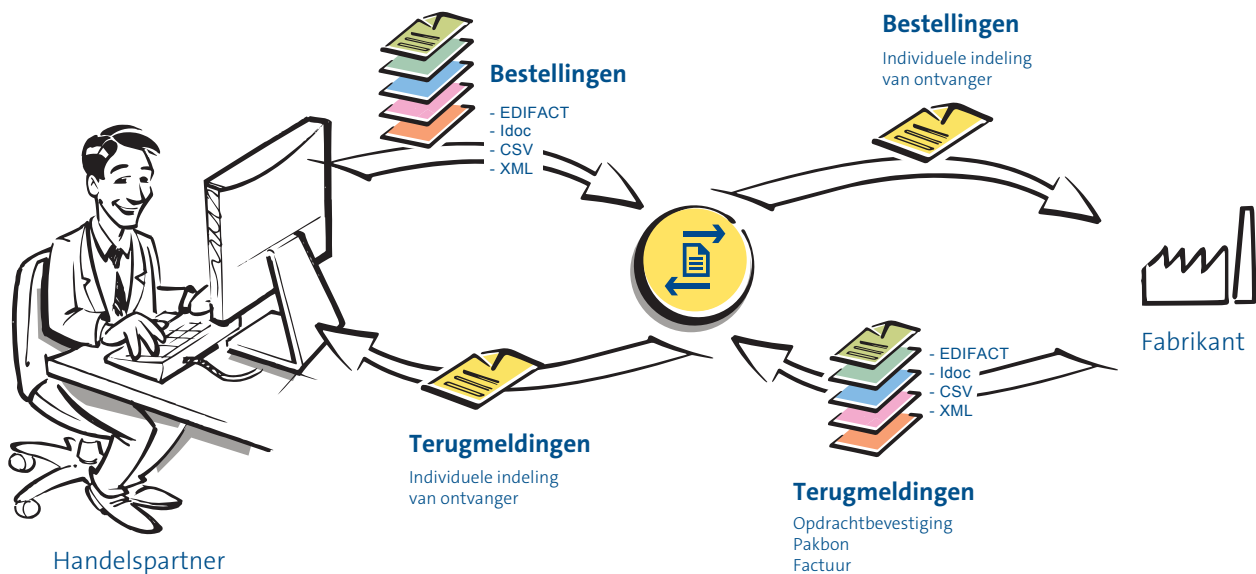 Bestellingen
- EDIFACT
- Idoc
- CSV
- XML
Bestellingen
Individuele indeling
van ontvanger
Fabrikant
- EDIFACT
- Idoc
- CSV
- XML
Terugmeldingen
Opdrachtbevestiging
Pakbon
Factuur
Terugmeldingen
Individuele indeling
van ontvanger
Handelspartner